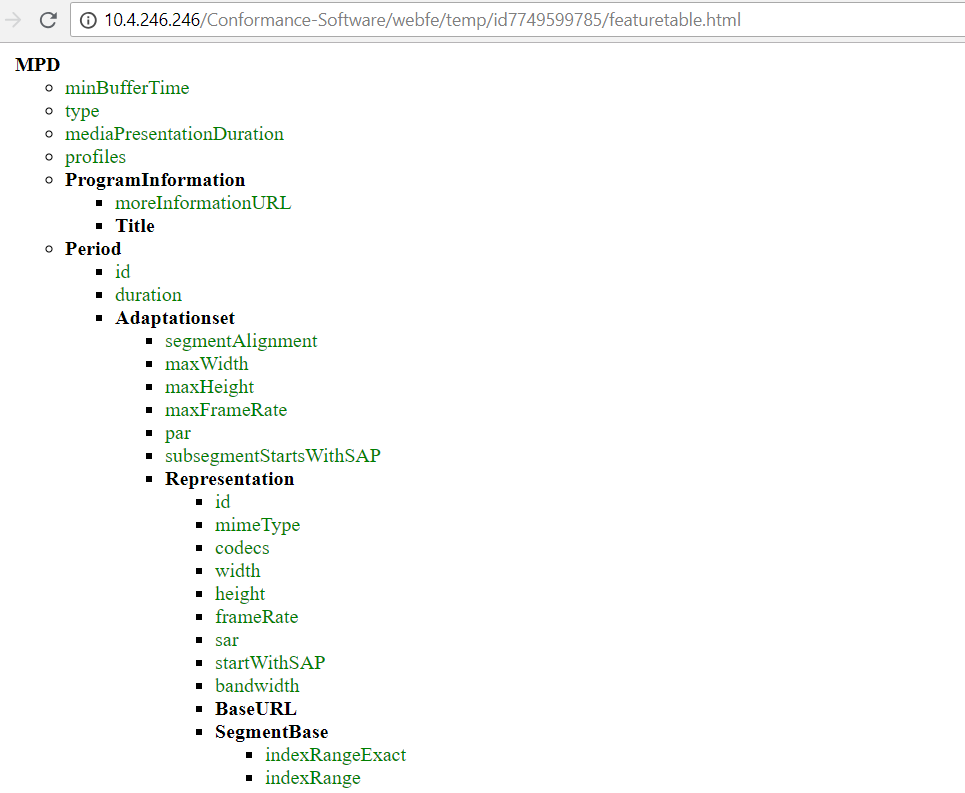 10.4.246.246/Conformance-Software/webfe/temp/id7749599785/featuretable.html
MPD
minBufferTime
type
mediaPresentationDuration
profiles
ProgramInformation
moreInformationURL
Title
Period
id
duration
Adaptationset
segmentAlignment
maxWidth
maxHeight
maxFrameRate
par
subsegmentStartsWithSAP
Representation
id
mimeType
codecs
width
height
frameRate
sar
startWithSAP
bandwidth
BaseURL
SegmentBase
indexRangeExact
indexRange